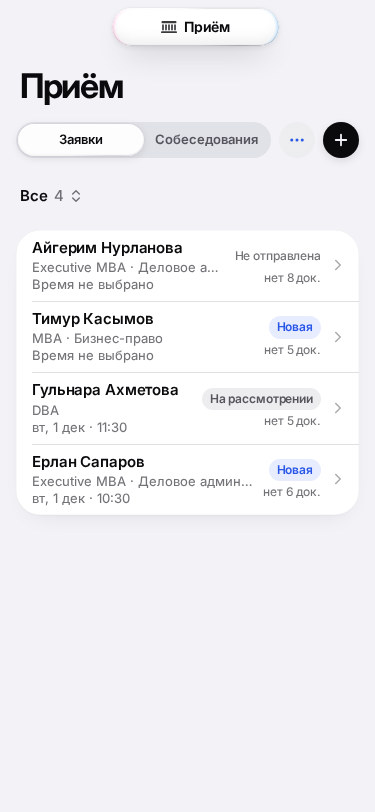 Приём
Приём
Заявки
Собеседования
Все 4
Айгерим Нурланова
Executive MBA · Деловое а...
Время не выбрано
Не отправлена
нет 8 док.
Тимур Касымов
MBA · Бизнес-право
Время не выбрано
Новая
нет 5 док.
Гульнара Ахметова
DBA
вт, 1 дек · 11:30
На рассмотрении
нет 5 док.
Ерлан Сапаров
Executive MBA · Деловое админ...
вт, 1 дек · 10:30
Новая
нет 6 док.